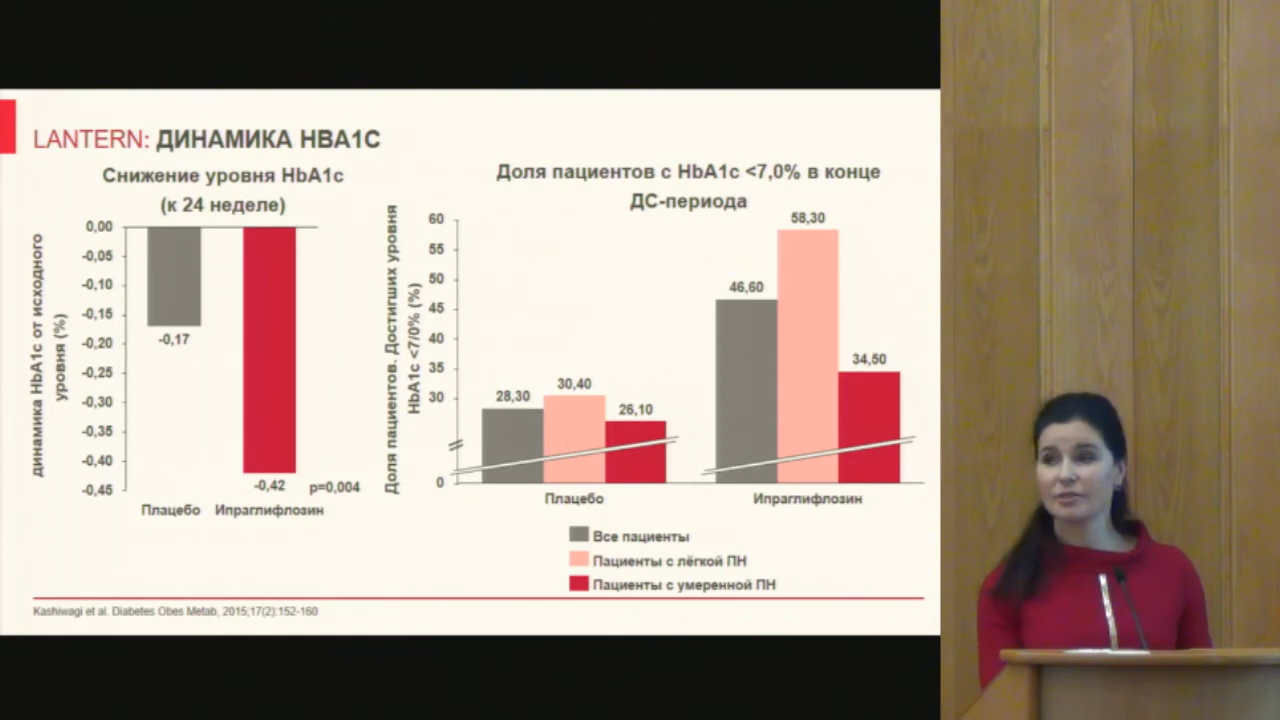 LANTERN: ДИНАМИКА HBA1C
Снижение уровня HbA1c
(к 24 неделе)
динамика HbA1c от исходного
уровня (%)
0,00
-0,05
-0,10
-0,15
-0,20
-0,25
-0,30
-0,35
-0,40
-0,45
-0,17
-0,42
p=0,004
Плацебо
Ипраглифлозин
Доля пациентов с HbA1c <7,0% в конце
ДС-периода
Доля пациентов. Достигших уровня
HbA1c <7/0% (%)
60
55
50
45
40
35
30
0
28,30
30,40
26,10
46,60
58,30
34,50
Плацебо
Ипраглифлозин
Все пациенты
Пациенты с лёгкой ПН
Пациенты с умеренной ПН
Kashiwagi et al. Diabetes Obes Metab, 2015;17(2):152-160